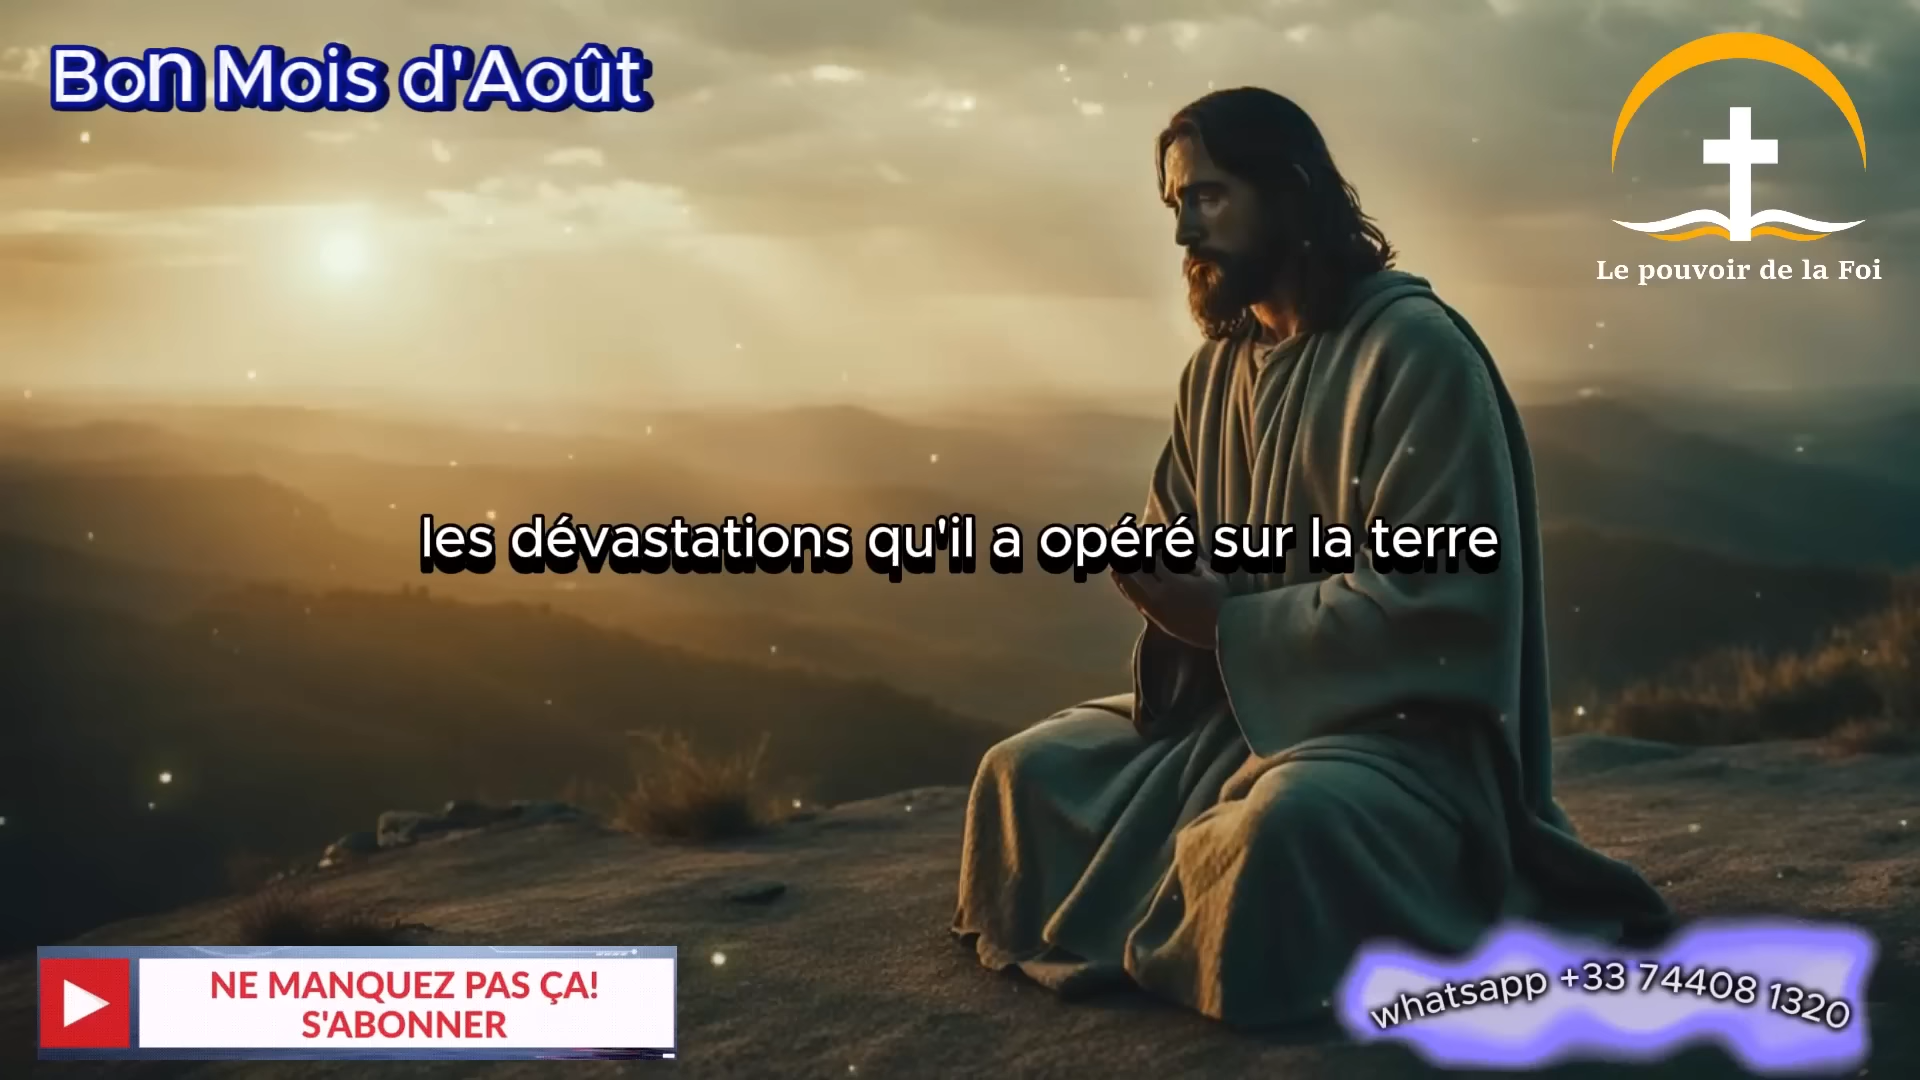 Bon Mois d'Août
Le pouvoir de la Foi
les dévastations qu'il a opéré sur la terre
NE MANQUEZ PAS ÇA!
S'ABONNER
whatsapp +33 74408 1320